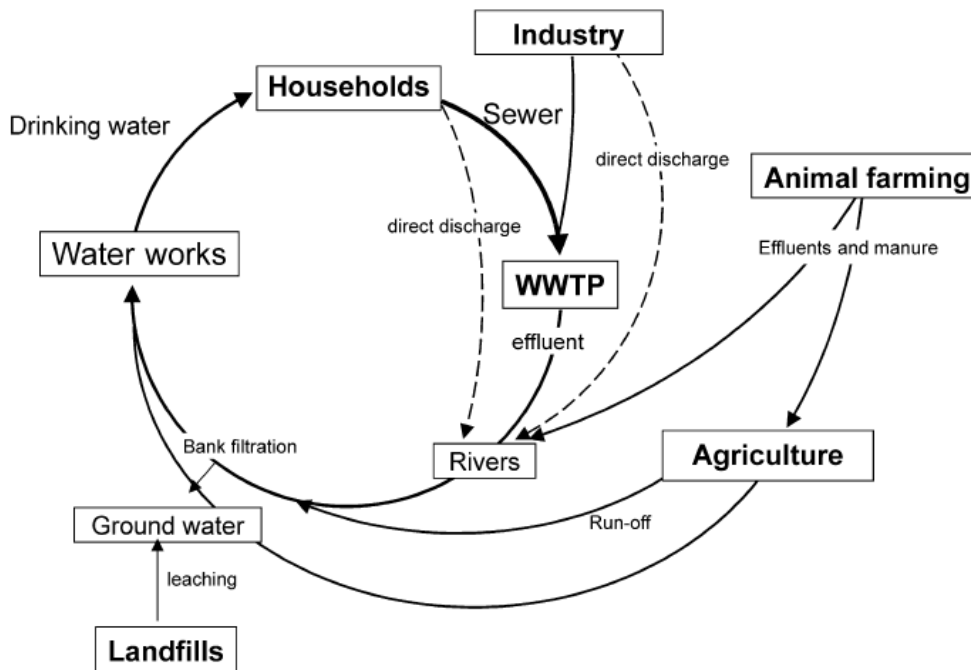 Industry
Households
Sewer
Drinking water
direct discharge
Animal farming
direct discharge
Effluents and manure
Water works
WWTP
effluent
Bank filtration
Rivers
Agriculture
Ground water
Run-off
leaching
Landfills